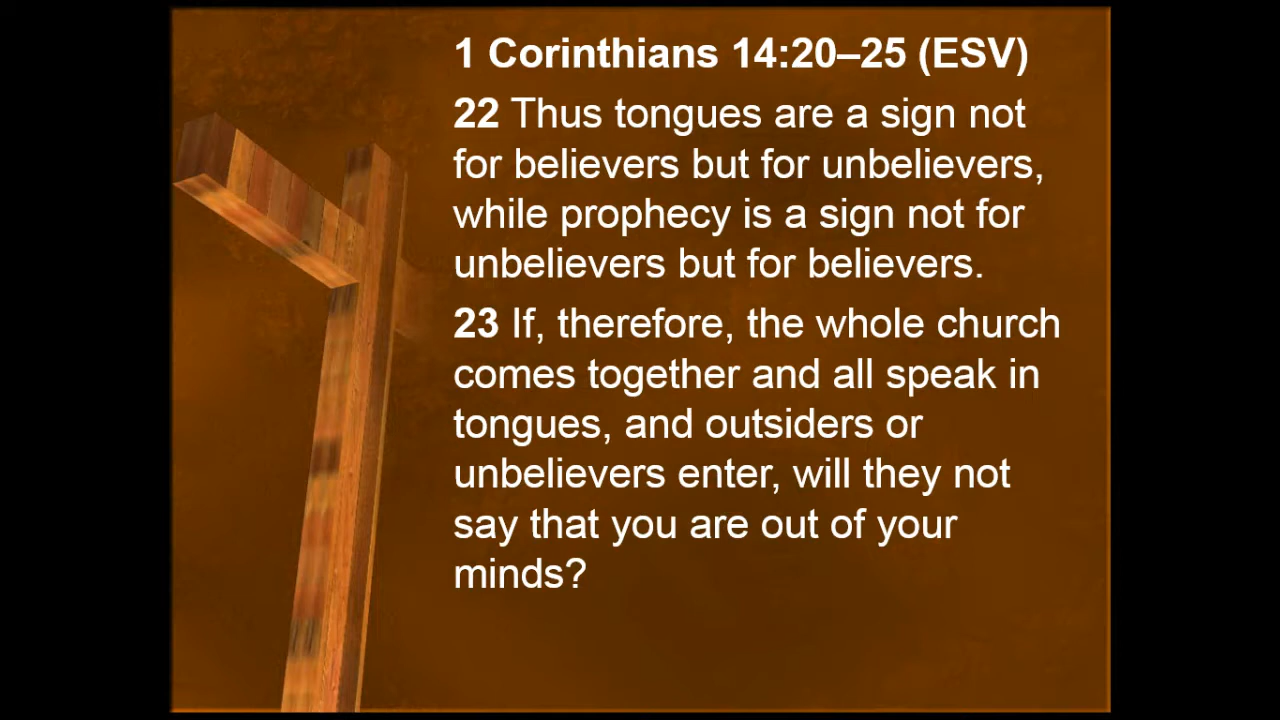 1 Corinthians 14:20–25 (ESV)
22 Thus tongues are a sign not
for believers but for unbelievers,
while prophecy is a sign not for
unbelievers but for believers.
23 If, therefore, the whole church
comes together and all speak in
tongues, and outsiders or
unbelievers enter, will they not
say that you are out of your
minds?